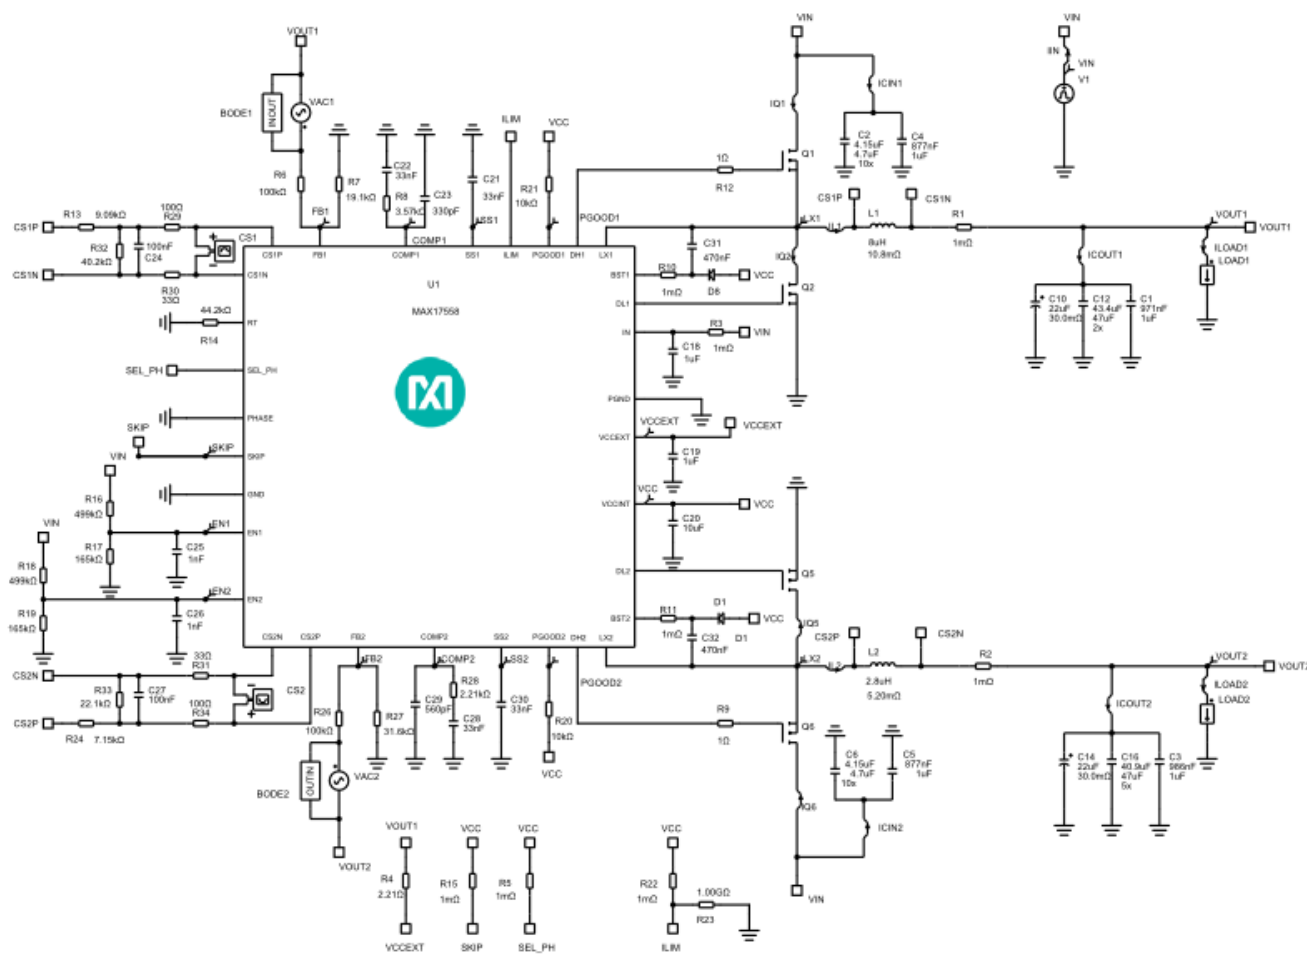 VOUT1
BODE1
INOUT
VAC1
R6
100kΩ
R7
19.1kΩ
FB1
C22
33nF
R8
3.57kΩ
C23
330pF
COMP1
C21
33nF
SS1
ILIM
VCC
R21
10kΩ
PGOOD1
VIN
IQ1
ICIN1
C2
4.15uF
4.7uF
10x
C4
877nF
1uF
VIN
IIN
VIN
V1
1Ω
R12
Q1
CS1P
R13
9.09kΩ
100Ω
R29
R32
40.2kΩ
100nF
C24
CS1
CS1N
R30
33Ω
CS1P
FB1
COMP1
SS1
ILIM
PGOOD1
DH1
LX1
CS1N
U1
MAX17558
BST1
DL1
IN
PGND
VCCEXT
VCCINT
DL2
BST2
44.2kΩ
R14
RT
SEL_PH
SEL_PH
PHASE
SKIP
SKIP
SKIP
GND
VIN
R16
499kΩ
R17
165kΩ
EN1
EN1
C25
1nF
VIN
R18
499kΩ
R19
165kΩ
EN2
EN2
C26
1nF
C31
470nF
R10
1mΩ
D6
VCC
LX1
IQ2
Q2
IL1
CS1P
L1
8uH
10.8mΩ
CS1N
R1
1mΩ
VOUT1
VOUT1
ICOUT1
ILOAD1
LOAD1
C10
22uF
30.0mΩ
C12
43.4uF
47uF
2x
C1
971nF
1uF
R3
1mΩ
VIN
C18
1uF
VCCEXT
VCCEXT
C19
1uF
VCC
VCC
C20
10uF
Q5
IQ5
R11
1mΩ
D1
D1
VCC
C32
470nF
CS2N
CS2P
FB2
COMP2
SS2
PGOOD2
DH2
LX2
CS2N
33Ω
R31
R33
22.1kΩ
C27
100nF
100Ω
R34
CS2
CS2P
R24
7.15kΩ
FB2
R26
100kΩ
R27
31.6kΩ
OUTIN
BODE2
VAC2
VOUT2
COMP2
C29
560pF
R28
2.21kΩ
C28
33nF
SS2
C30
33nF
R20
10kΩ
VCC
PGOOD2
R9
1Ω
LX2
IL2
CS2P
L2
2.8uH
5.20mΩ
CS2N
R2
1mΩ
VOUT2
VOUT2
ICOUT2
ILOAD2
LOAD2
C14
22uF
30.0mΩ
C16
40.9uF
47uF
5x
C3
986nF
1uF
Q6
IQ6
C6
4.15uF
4.7uF
10x
C5
877nF
1uF
ICIN2
VIN
VOUT1
R4
2.21Ω
VCCEXT
VCC
R15
1mΩ
SKIP
VCC
R5
1mΩ
SEL_PH
VCC
R22
1mΩ
1.00GΩ
R23
ILIM